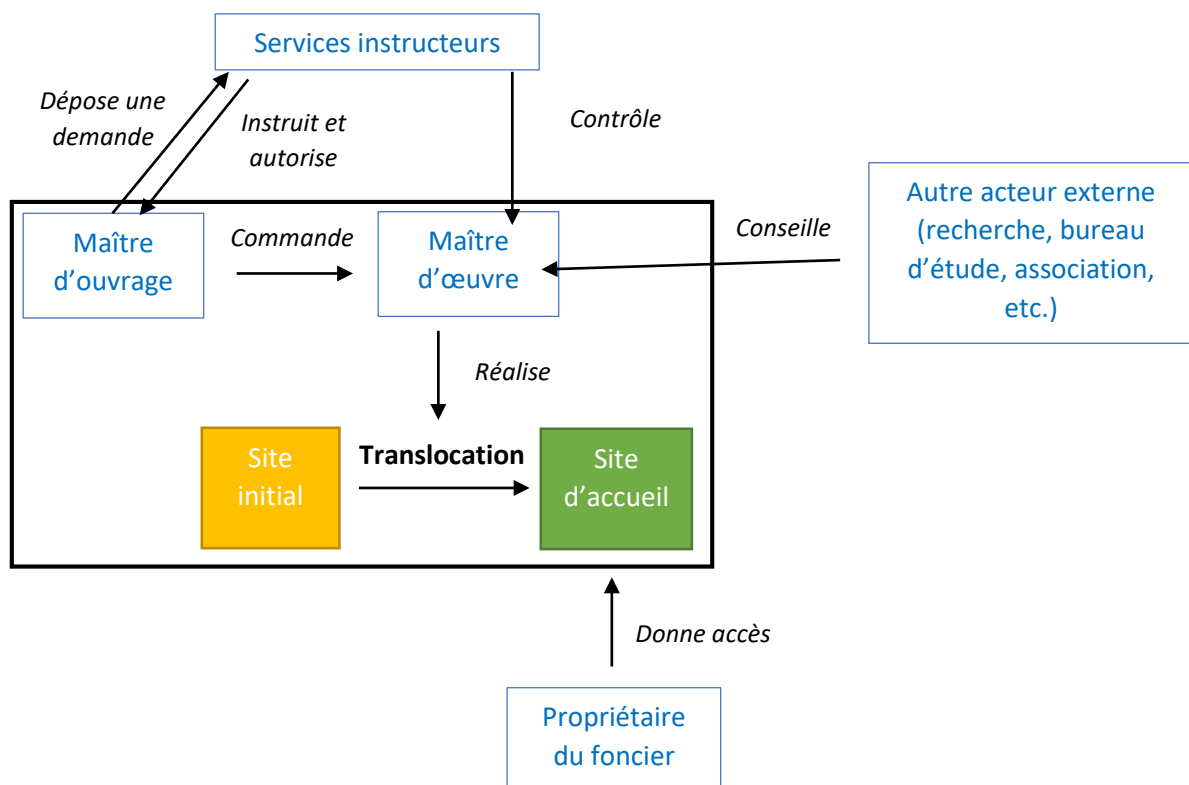 Services instructeurs
Dépose une
demande
Instruit et
autorise
Contrôle
Autre acteur externe
(recherche, bureau
d’étude, association,
etc.)
Maître
d’ouvrage
Commande
Maître
d’œuvre
Conseille
Réalise
Site
initial
Translocation
Site
d’accueil
Donne accès
Propriétaire
du foncier